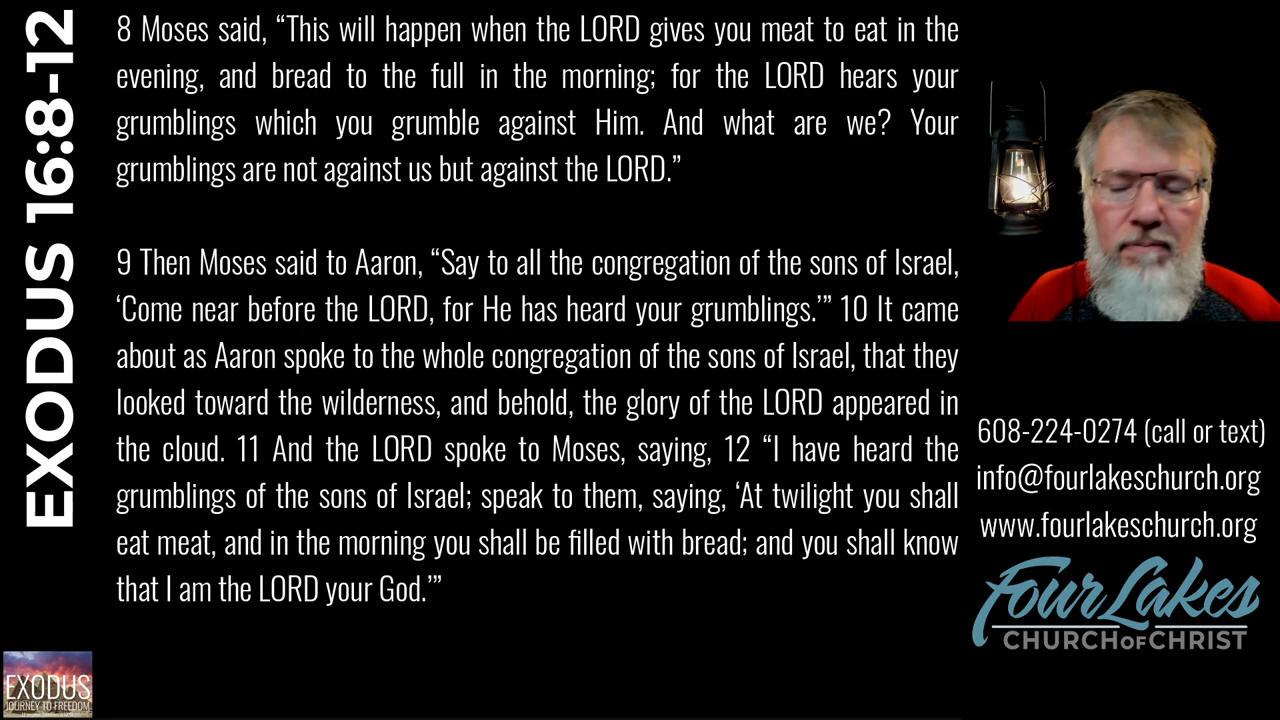 EXODUS 16:8-12
8 Moses said, “This will happen when the LORD gives you meat to eat in the
evening, and bread to the full in the morning; for the LORD hears your
grumblings which you grumble against Him. And what are we? Your
grumblings are not against us but against the LORD.”
9 Then Moses said to Aaron, “Say to all the congregation of the sons of Israel,
‘Come near before the LORD, for He has heard your grumblings.’” 10 It came
about as Aaron spoke to the whole congregation of the sons of Israel, that they
looked toward the wilderness, and behold, the glory of the LORD appeared in
the cloud. 11 And the LORD spoke to Moses, saying, 12 “I have heard the
grumblings of the sons of Israel; speak to them, saying, ‘At twilight you shall
eat meat, and in the morning you shall be filled with bread; and you shall know
that I am the LORD your God.’”
608-224-0274 (call or text)
info@fourlakeschurch.org
www.fourlakeschurch.org
Four Lakes
CHURCH OF CHRIST
EXODUS
JOURNEY TO FREEDOM